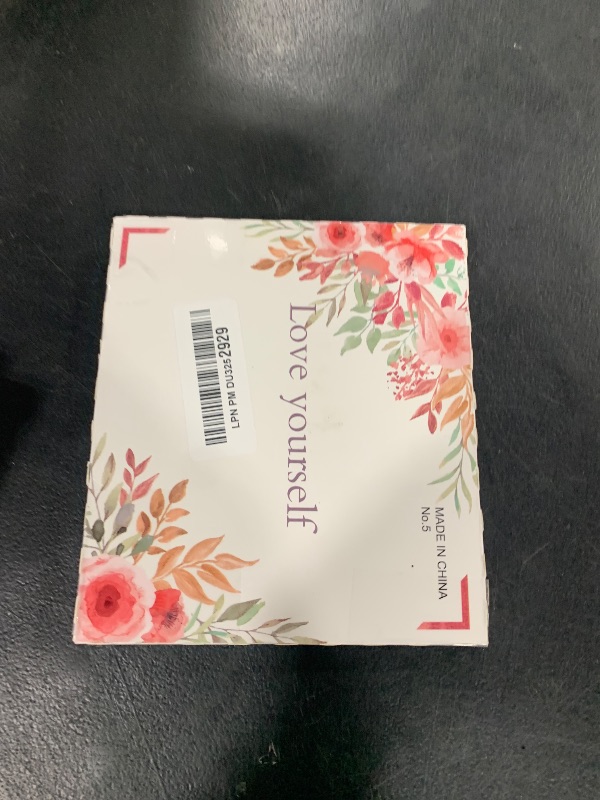 Love yourself
LPN PM DU3252929
MADE IN CHINA
No.5